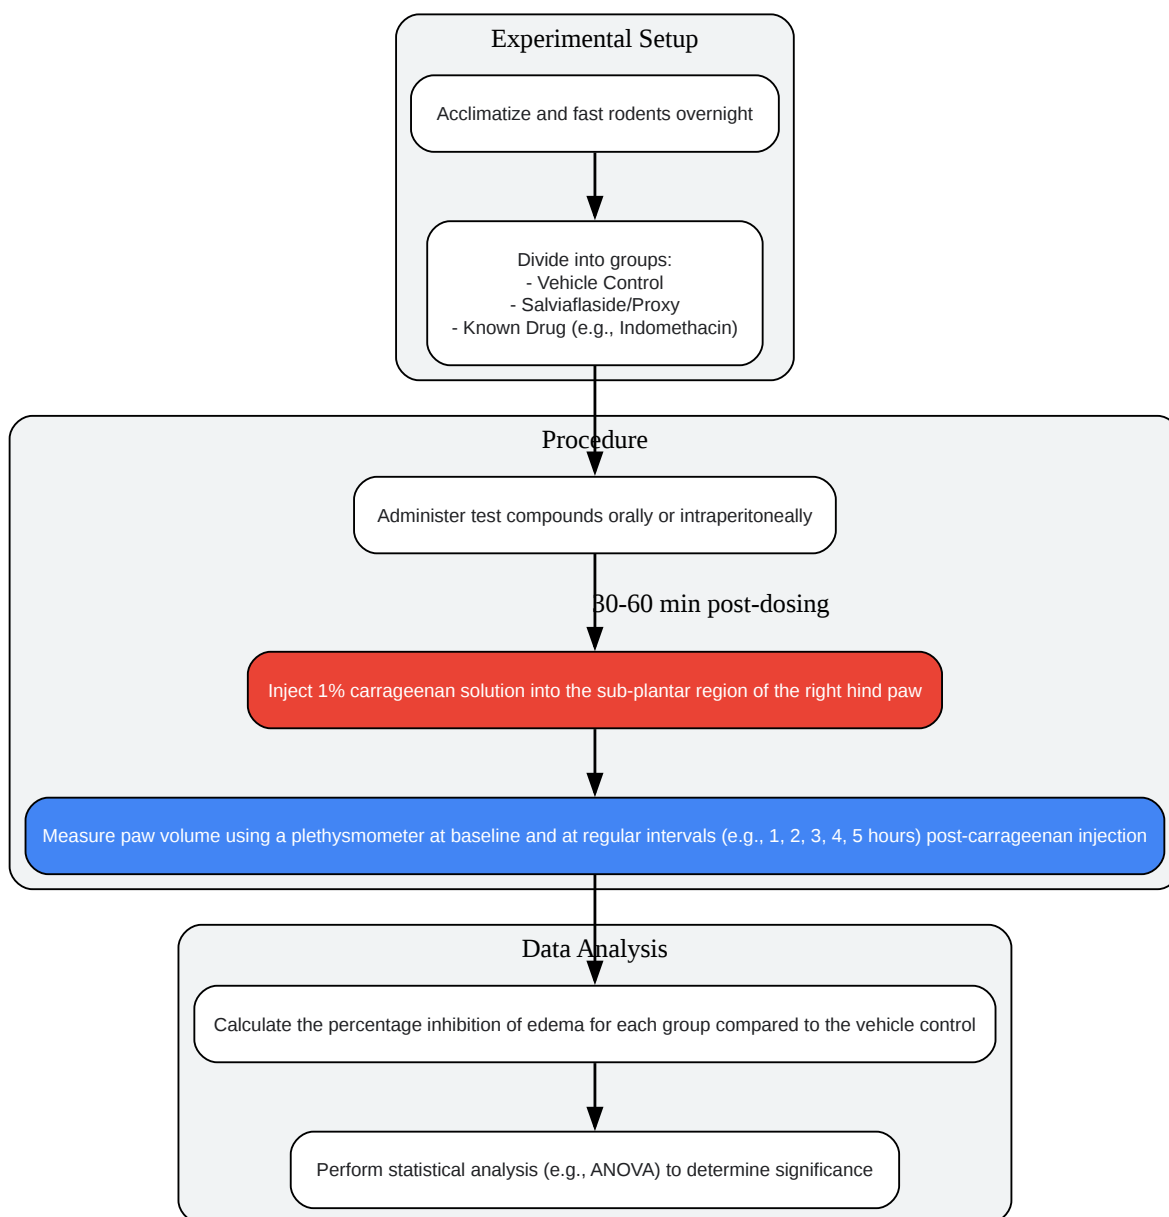 Experimental Setup
Acclimatize and fast rodents overnight
Divide into groups:
- Vehicle Control
- Salviaflaside/Proxy
- Known Drug (e.g., Indomethacin)
Procedure
Administer test compounds orally or intraperitoneally
30-60 min post-dosing
Inject 1% carrageenan solution into the sub-plantar region of the right hind paw
Measure paw volume using a plethysmometer at baseline and at regular intervals (e.g., 1, 2, 3, 4, 5 hours) post-carrageenan injection
Data Analysis
Calculate the percentage inhibition of edema for each group compared to the vehicle control
Perform statistical analysis (e.g., ANOVA) to determine significance